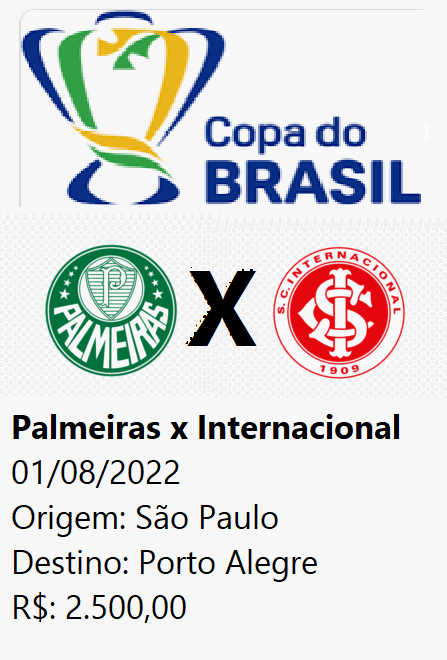 Copa do
BRASIL
PALMEIRAS
P
X
S.C. INTERNACIONAL
SCI
1909
Palmeiras x Internacional
01/08/2022
Origem: São Paulo
Destino: Porto Alegre
R$: 2.500,00